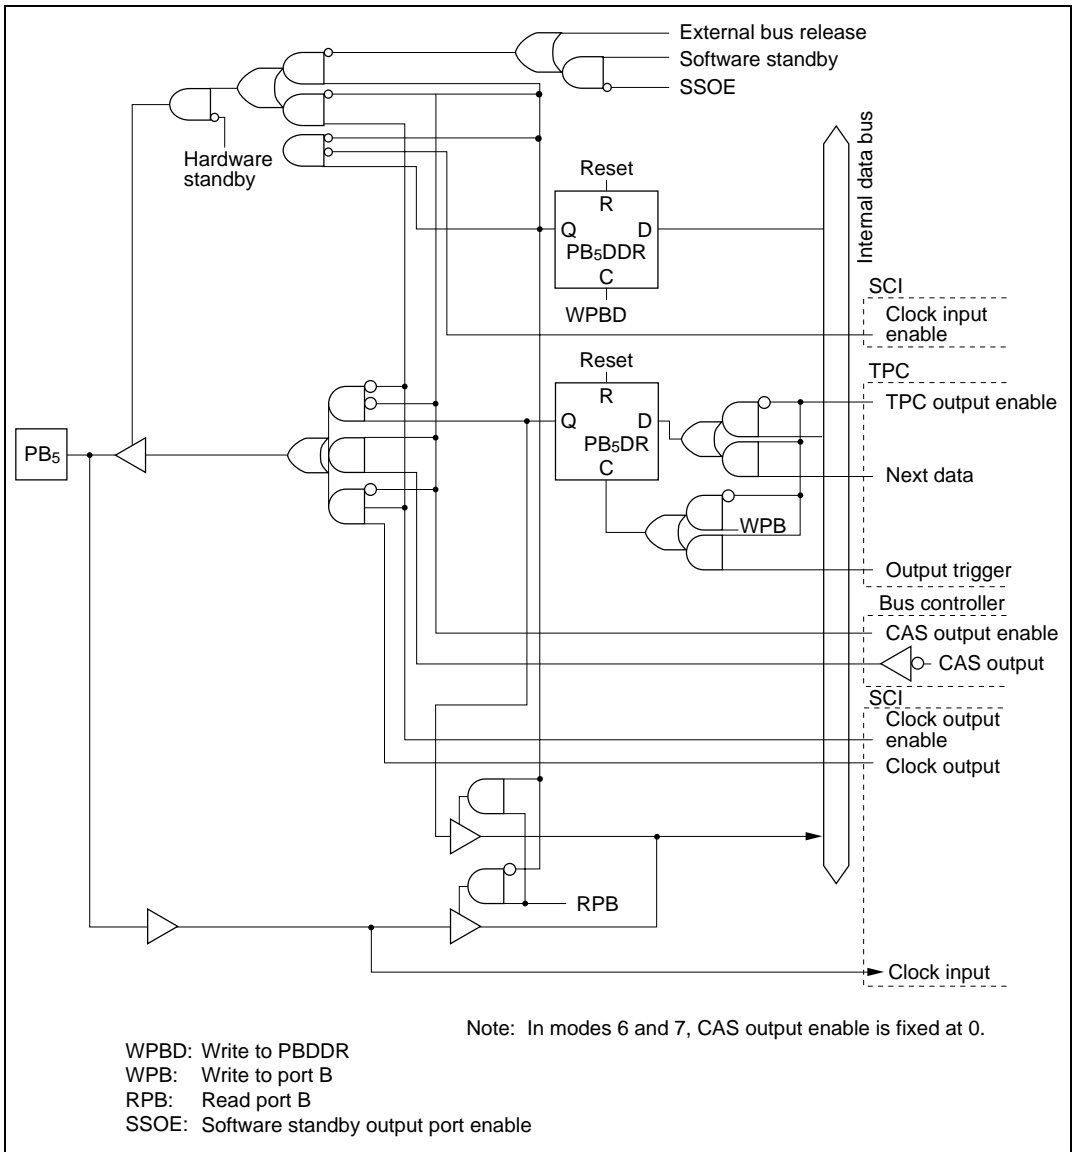 External bus release
Software standby
SSOE
Hardware
standby
Internal data bus
Reset
R
Q D
PB5DDR
C
WPBD
SCI
Clock input
enable
Reset
R
Q D
PB5DR
C
TPC
TPC output enable
PB5
Next data
WPB
Output trigger
Bus controller
CAS output enable
CAS output
SCI
Clock output
enable
Clock output
RPB
Clock input
Note: In modes 6 and 7, CAS output enable is fixed at 0.
WPBD: Write to PBDDR
WPB: Write to port B
RPB: Read port B
SSOE: Software standby output port enable